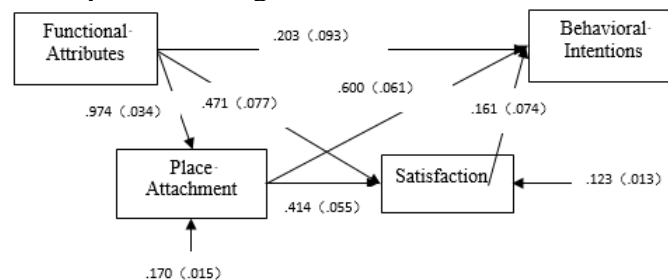 Functional-
Attributes
Behavioral-
Intentions
.203 (.093)
.600 (.061)
.974 (.034)
.471 (.077)
.161 (.074)
Place-
Attachment
Satisfaction
.123 (.013)
.414 (.055)
.170 (.015)